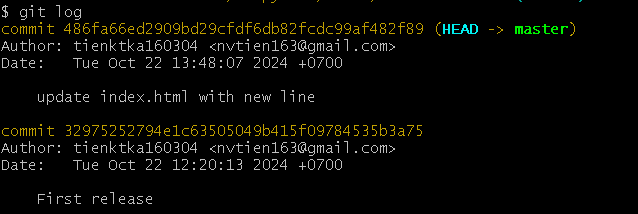 $ git log
commit 486fa66ed2909bd29cfdf6db82fcdc99af482f89 (HEAD -> master)
Author: tienktka160304 <nvtien163@gmail.com>
Date:   Tue Oct 22 13:48:07 2024 +0700
update index.html with new line
commit 32975252794e1c63505049b415f09784535b3a75
Author: tienktka160304 <nvtien163@gmail.com>
Date:   Tue Oct 22 12:20:13 2024 +0700
First release